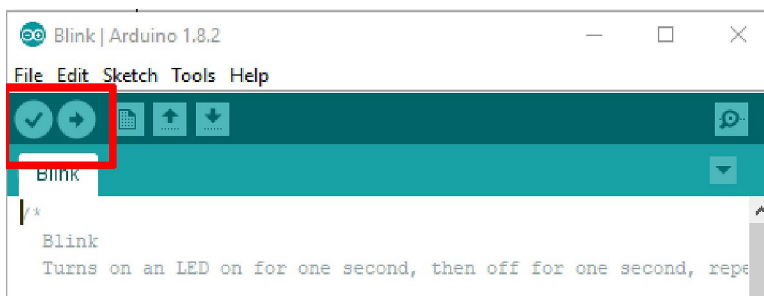 Blink | Arduino 1.8.2
File Edit Sketch Tools Help
Blink
/*
Blink
Turns on an LED on for one second, then off for one second, repe